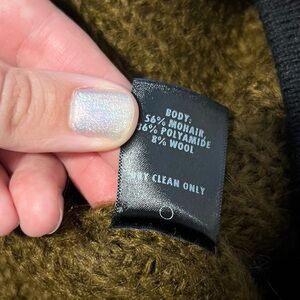 BODY:
56% MOHAIR,
36% POLYAMIDE
8% WOOL
DRY CLEAN ONLY